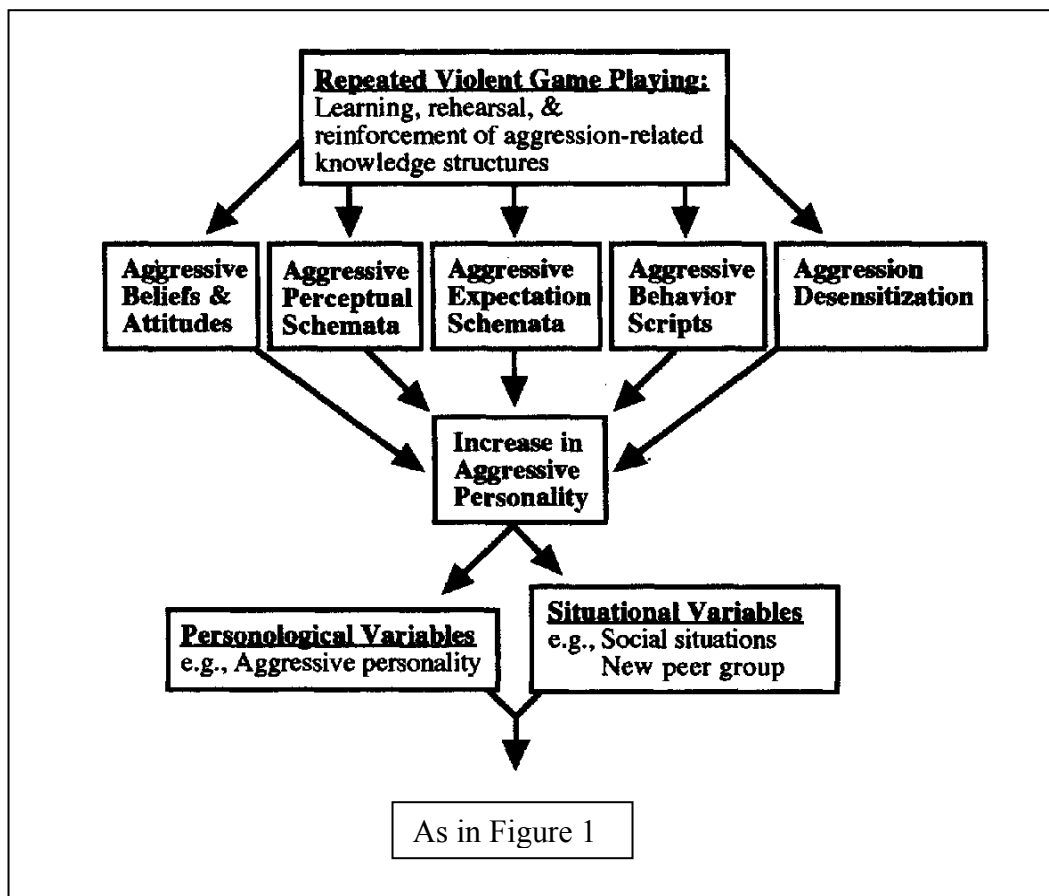 Repeated Violent Game Playing:
Learning, rehearsal, &
reinforcement of aggression-related
knowledge structures
Aggressive
Beliefs &
Attitudes
Aggressive
Perceptual
Schemata
Aggressive
Expectation
Schemata
Aggressive
Behavior
Scripts
Aggression
Desensitization
Increase in
Aggressive
Personality
Personological Variables
e.g., Aggressive personality
Situational Variables
e.g., Social situations
New peer group
As in Figure 1